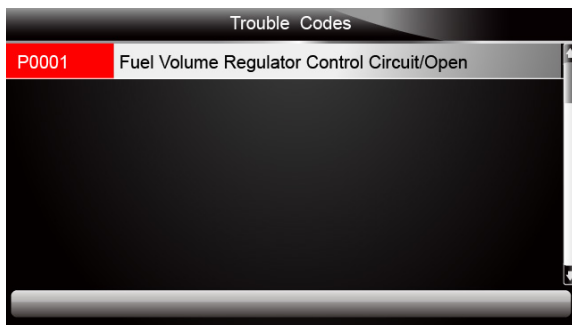 Trouble Codes
P0001 Fuel Volume Regulator Control Circuit/Open